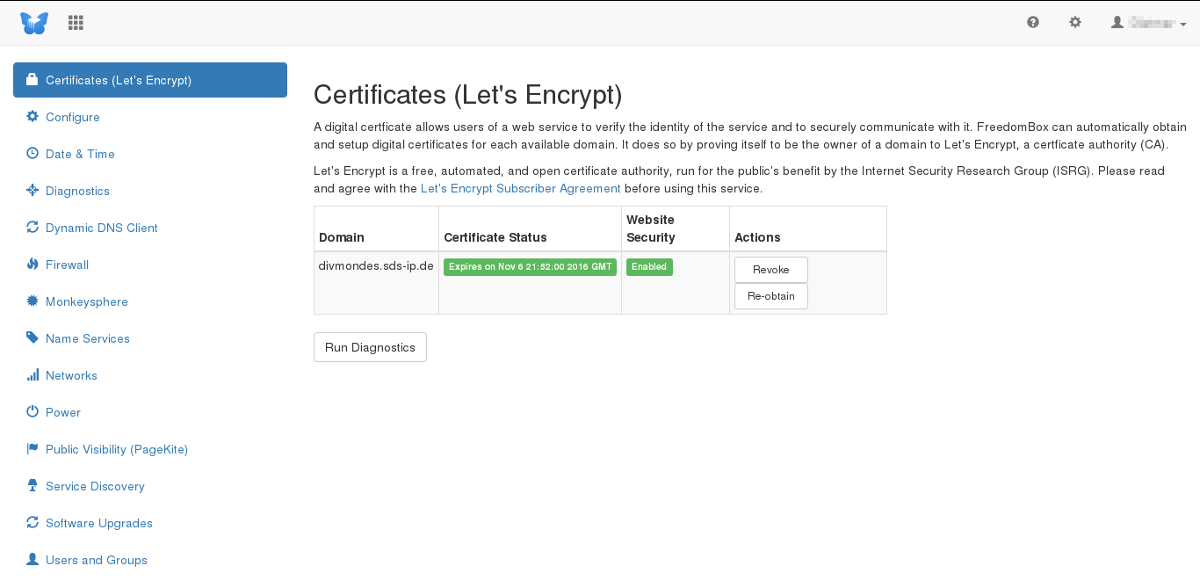 Certificates (Let's Encrypt)
Configure
Date & Time
Diagnostics
Dynamic DNS Client
Firewall
Monkeysphere
Name Services
Networks
Power
Public Visibility (PageKite)
Service Discovery
Software Upgrades
Users and Groups
Certificates (Let's Encrypt)
A digital certficate allows users of a web service to verify the identity of the service and to securely communicate with it. FreedomBox can automatically obtain
and setup digital certificates for each available domain. It does so by proving itself to be the owner of a domain to Let's Encrypt, a certficate authority (CA).
Let's Encrypt is a free, automated, and open certificate authority, run for the public's benefit by the Internet Security Research Group (ISRG). Please read
and agree with the Let's Encrypt Subscriber Agreement before using this service.
Domain Certificate Status Website Security Actions
divmondes.sds-ip.de Expires on Nov 6 21:52:00 2016 GMT Enabled Revoke
Re-obtain
Run Diagnostics